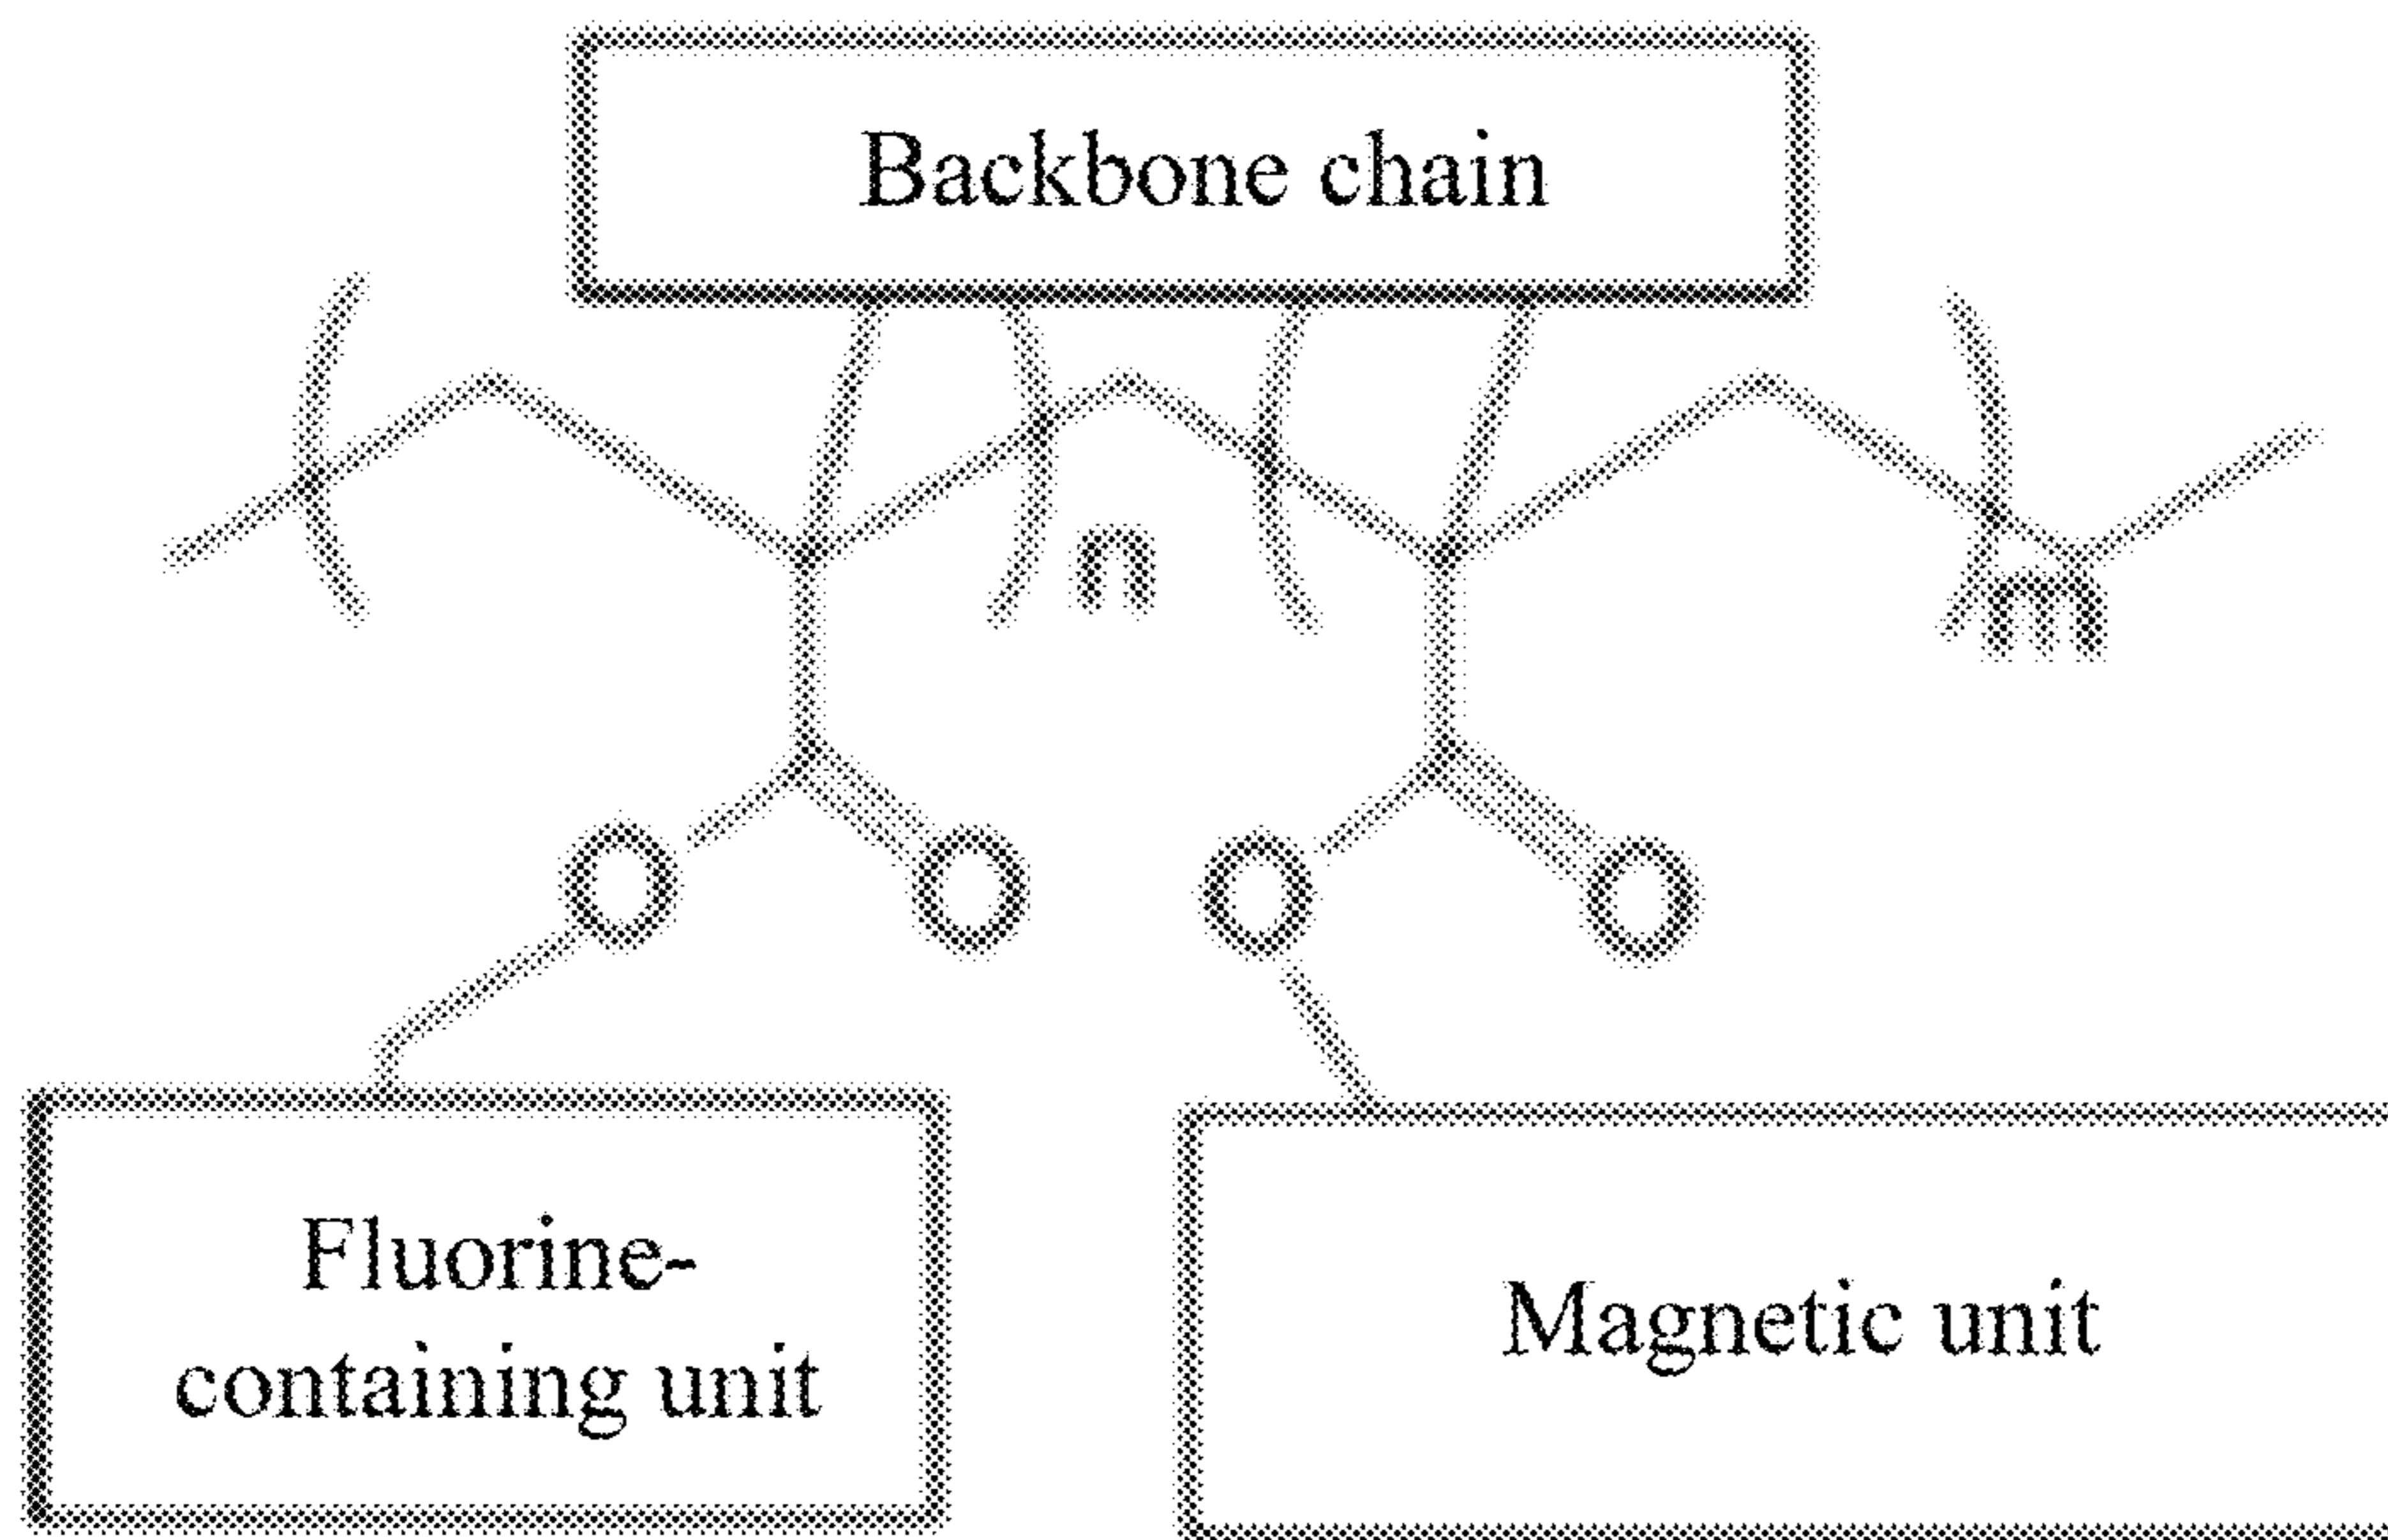 Backbone chain
n
m
O
O
O
O
Fluorine-
containing unit
Magnetic unit